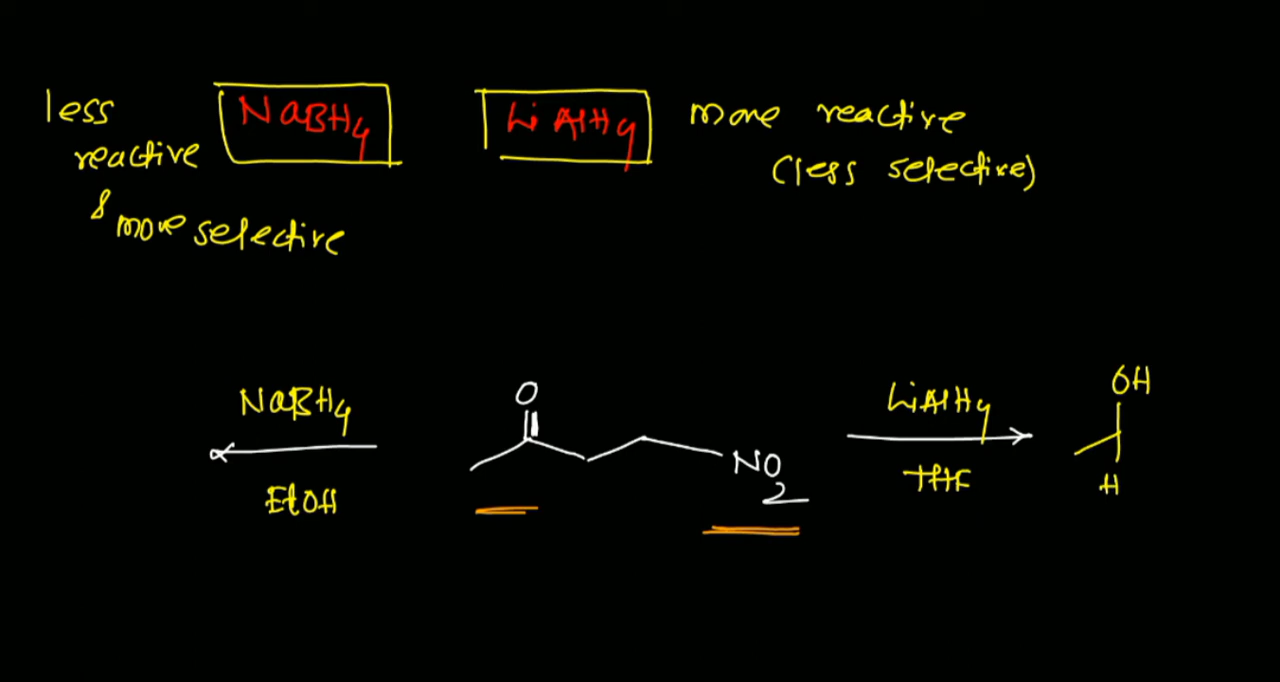 less
reactive
& more selective
NaBH4
LiAlH4
more reactive
(less selective)
NaBH4
EtOH
O
NO2
LiAlH4
THF
OH
H